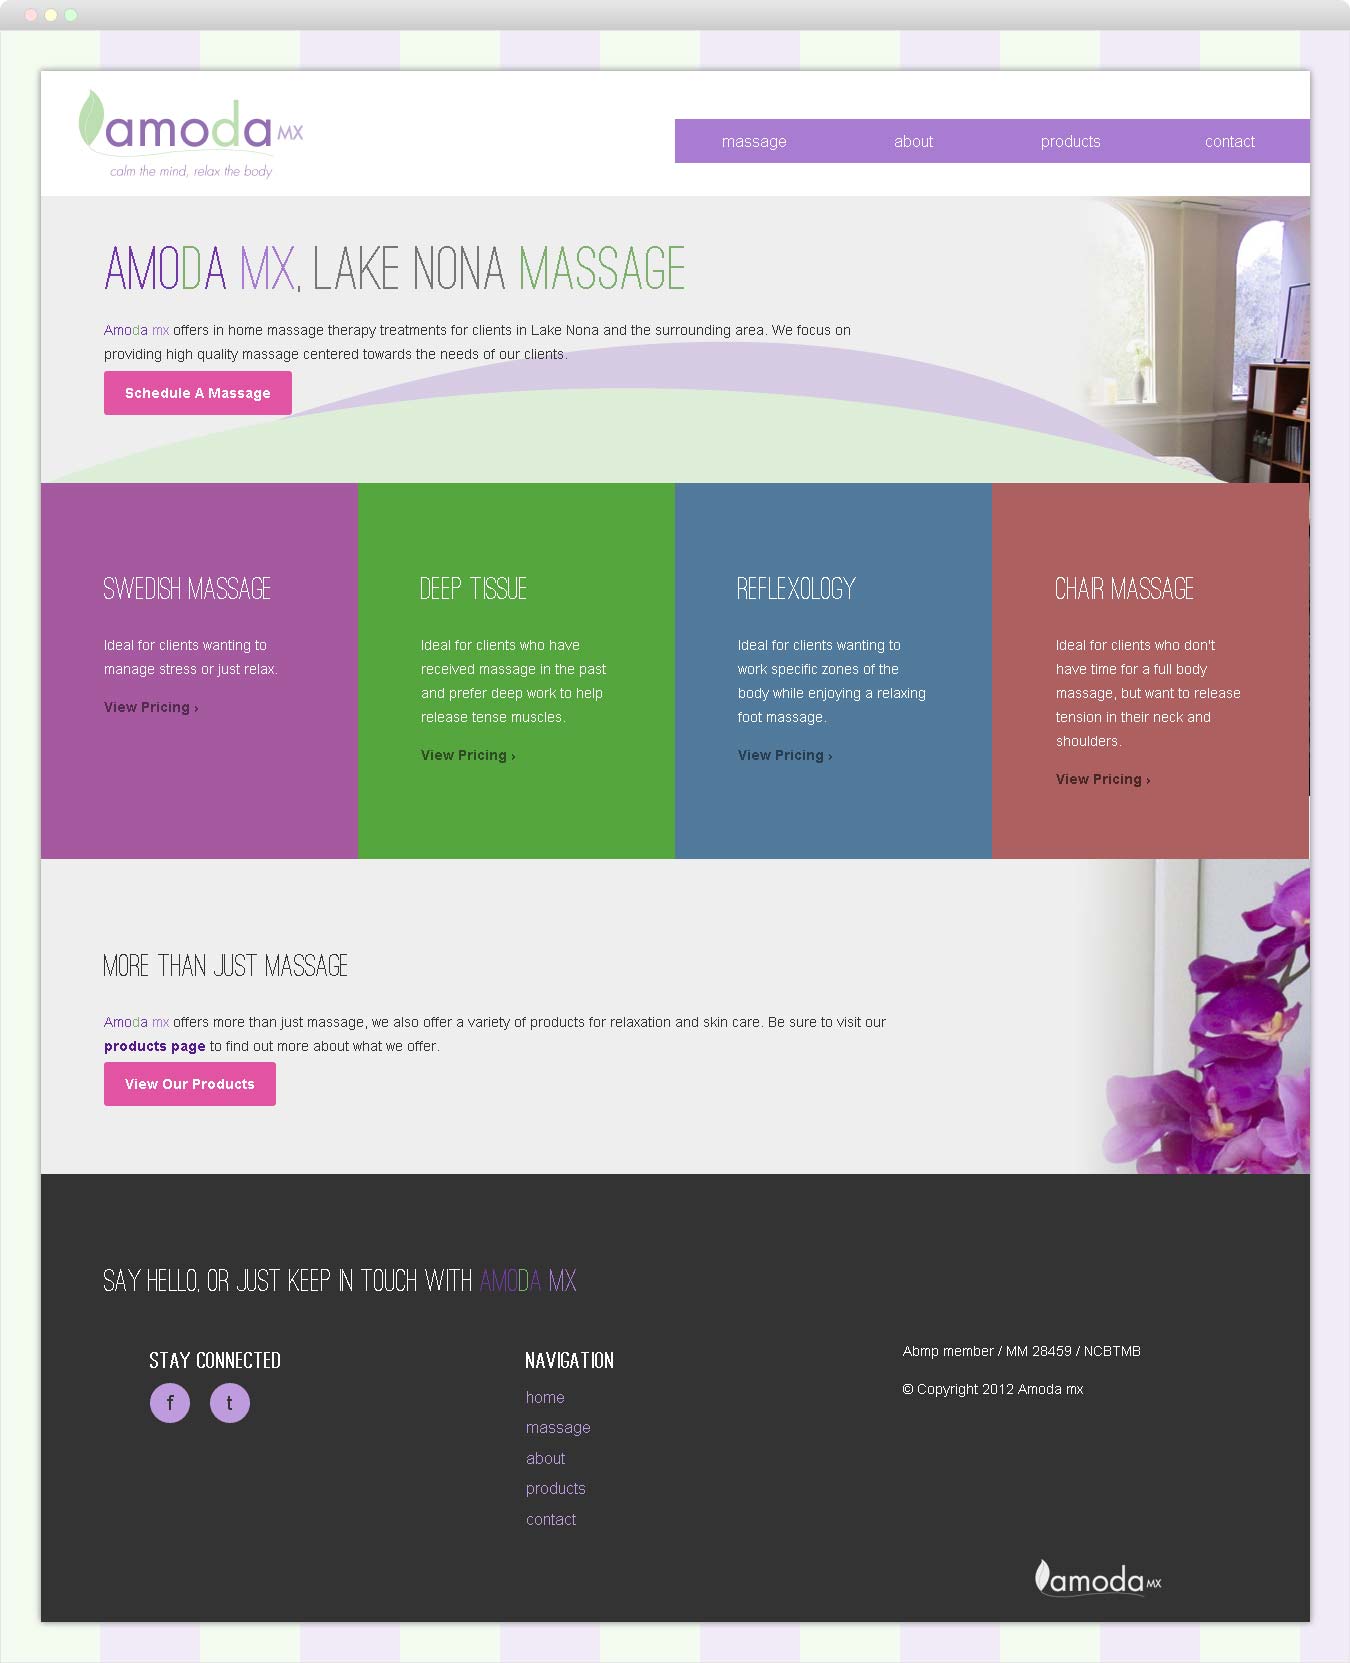 amoda MX
calm the mind, relax the body
massage about products contact
AMODA MX, LAKE NONA MASSAGE
Amoda mx offers in home massage therapy treatments for clients in Lake Nona and the surrounding area. We focus on
providing high quality massage centered towards the needs of our clients.
Schedule A Massage
SWEDISH MASSAGE
Ideal for clients wanting to
manage stress or just relax.
View Pricing ›
DEEP TISSUE
Ideal for clients who have
received massage in the past
and prefer deep work to help
release tense muscles.
View Pricing ›
REFLEXOLOGY
Ideal for clients wanting to
work specific zones of the
body while enjoying a relaxing
foot massage.
View Pricing ›
CHAIR MASSAGE
Ideal for clients who don't
have time for a full body
massage, but want to release
tension in their neck and
shoulders.
View Pricing ›
MORE THAN JUST MASSAGE
Amoda mx offers more than just massage, we also offer a variety of products for relaxation and skin care. Be sure to visit our
products page to find out more about what we offer.
View Our Products
SAY HELLO, OR JUST KEEP IN TOUCH WITH AMODA MX
STAY CONNECTED
f t
NAVIGATION
home
massage
about
products
contact
Abmp member / MM 28459 / NCBTMB
© Copyright 2012 Amoda mx
amoda MX